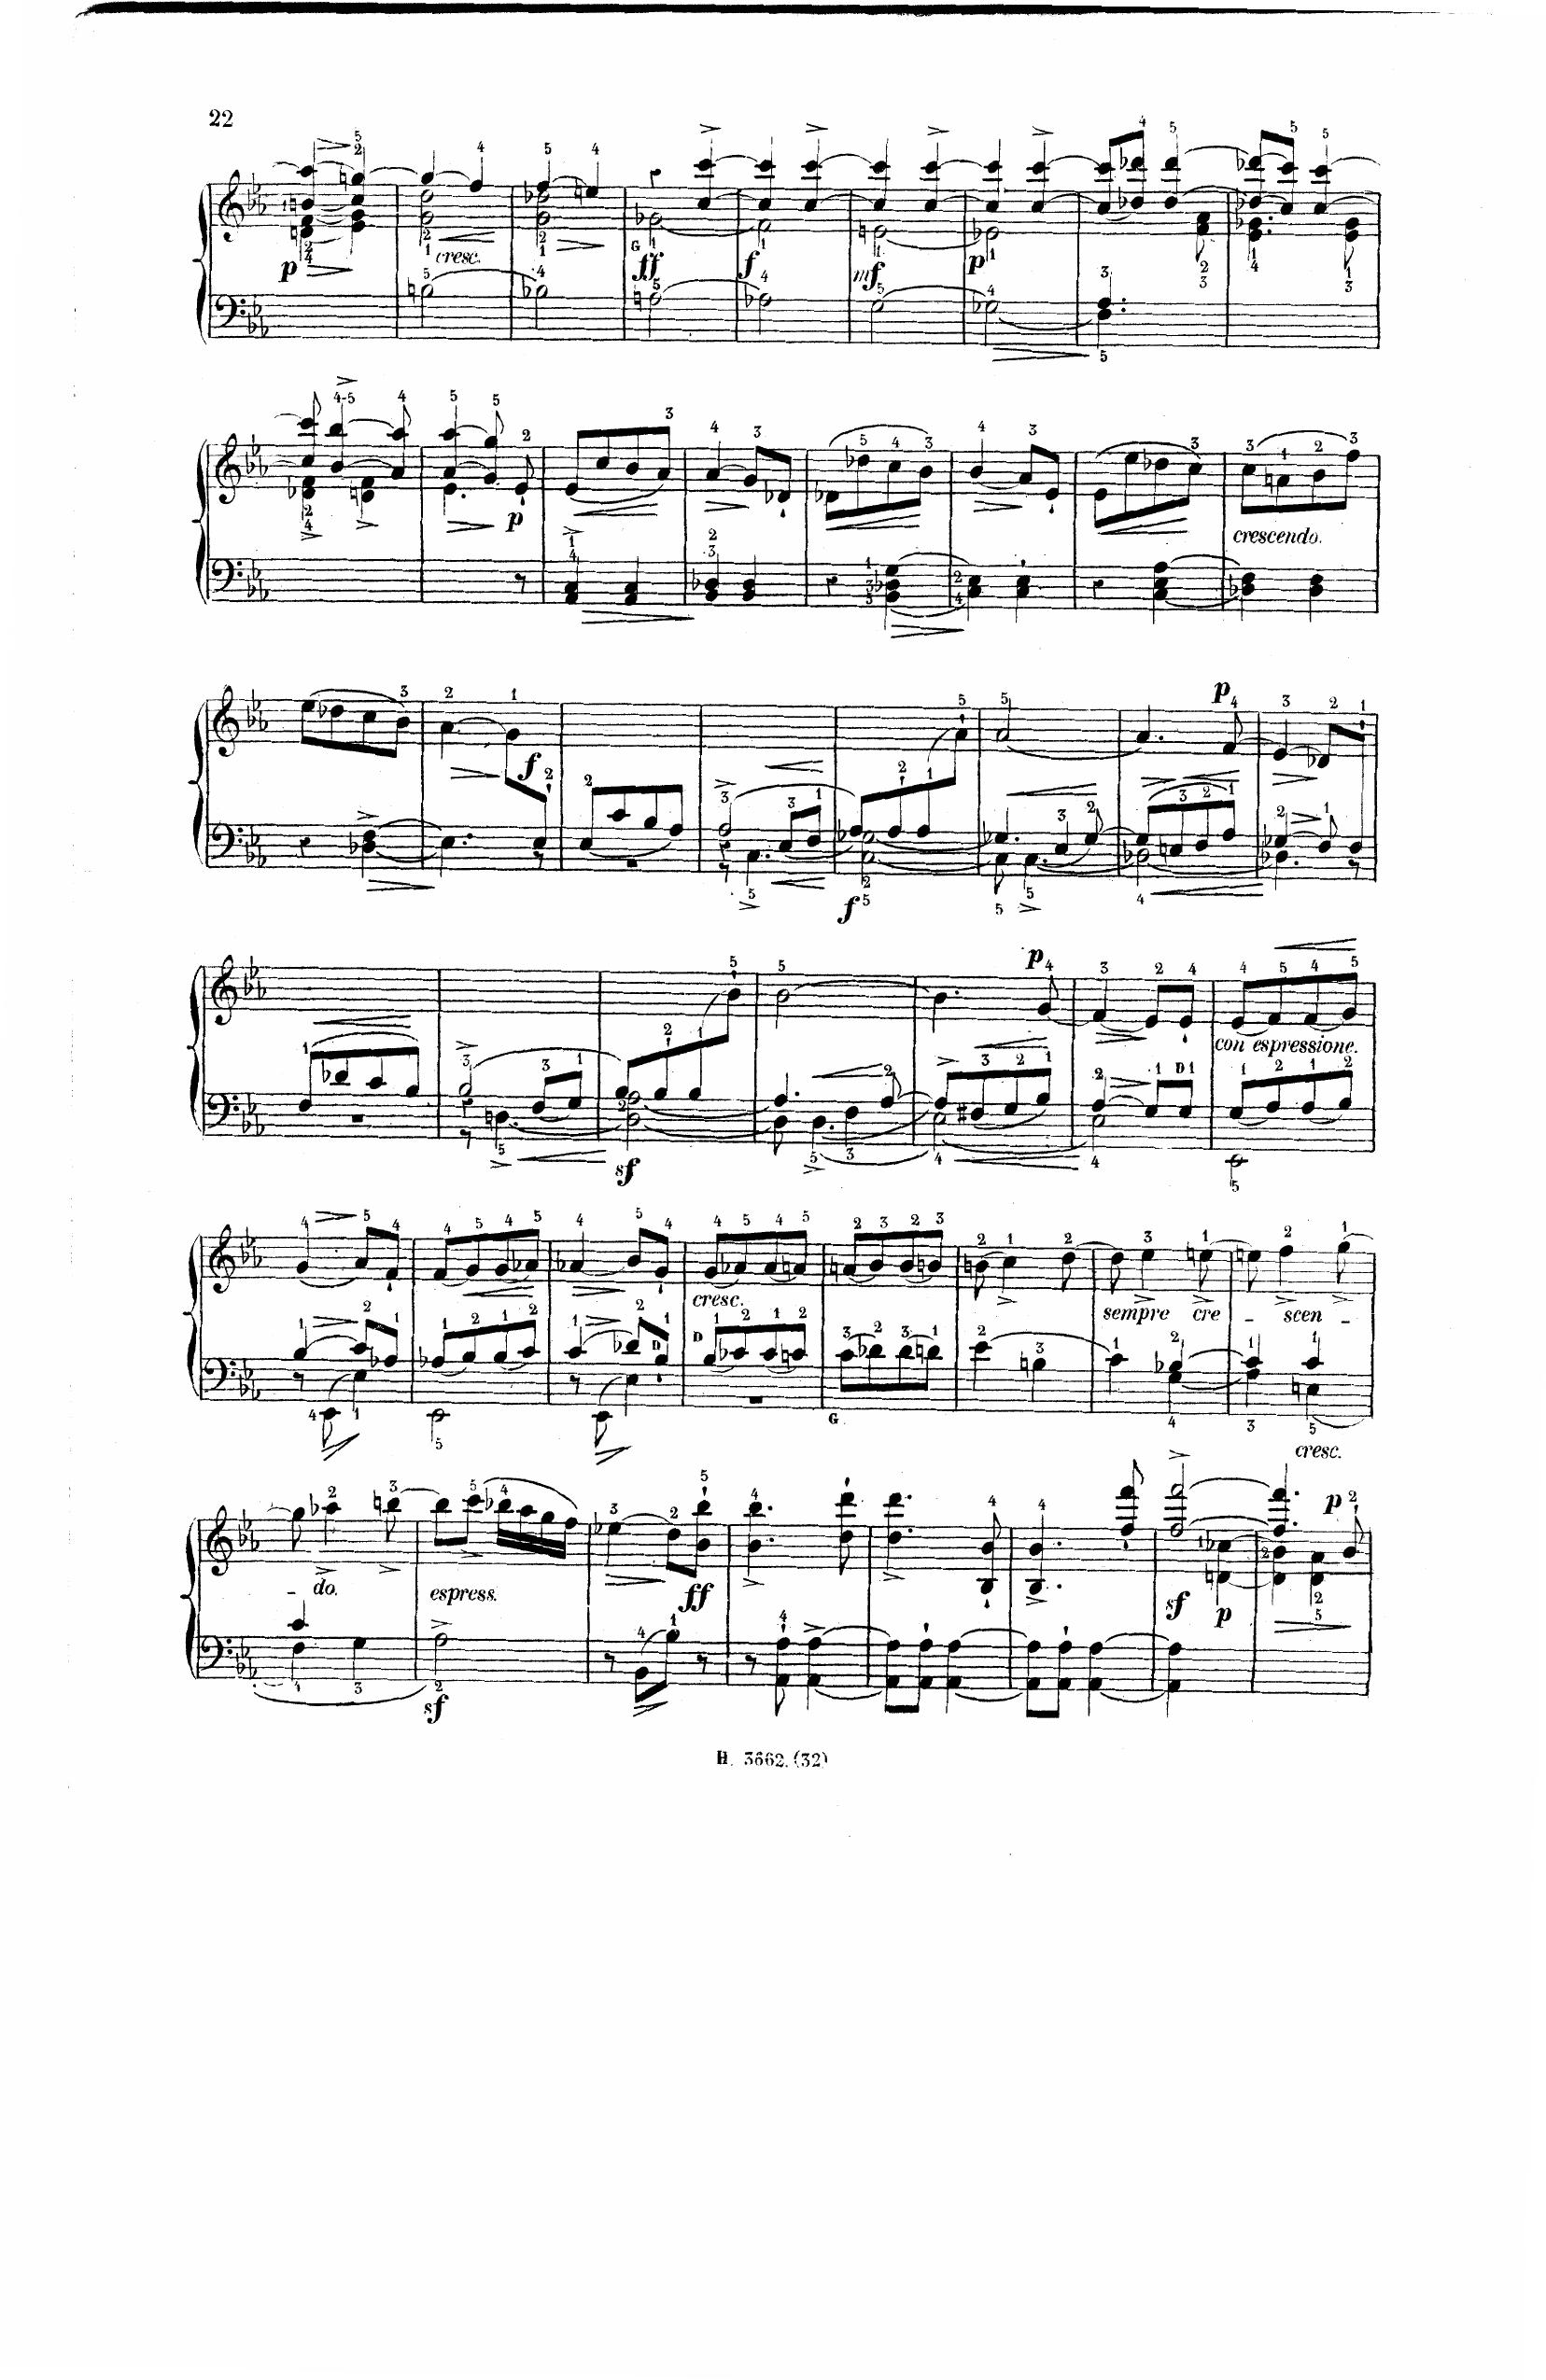 22
p cresc. ff f mf p
p crescendo.
f p
f
p
sf con espressione.
cresc. sempre cre - scen -
cresc.
- do. espress. ff sf p p
sf
H. 3662. (32)